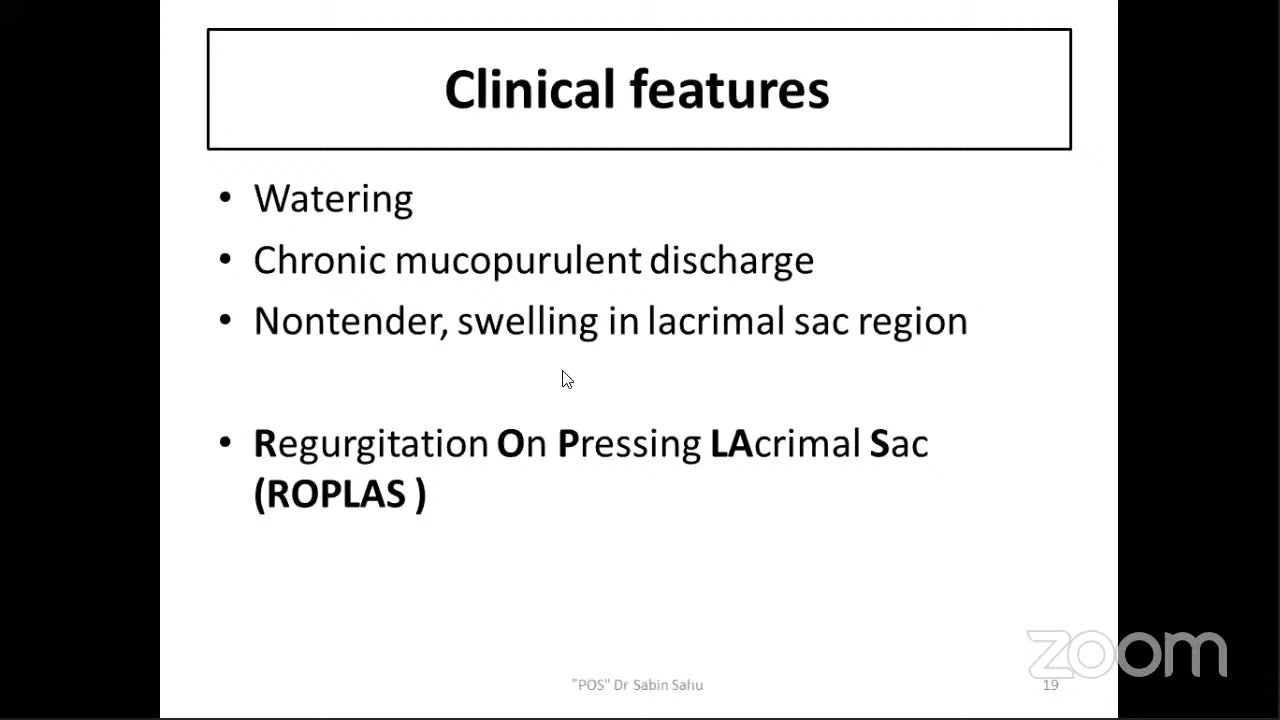 Clinical features
• Watering
• Chronic mucopurulent discharge
• Nontender, swelling in lacrimal sac region
• Regurgitation On Pressing LAcrimal Sac
(ROPLAS )
zoom
"POS" Dr Sabin Sahu
19